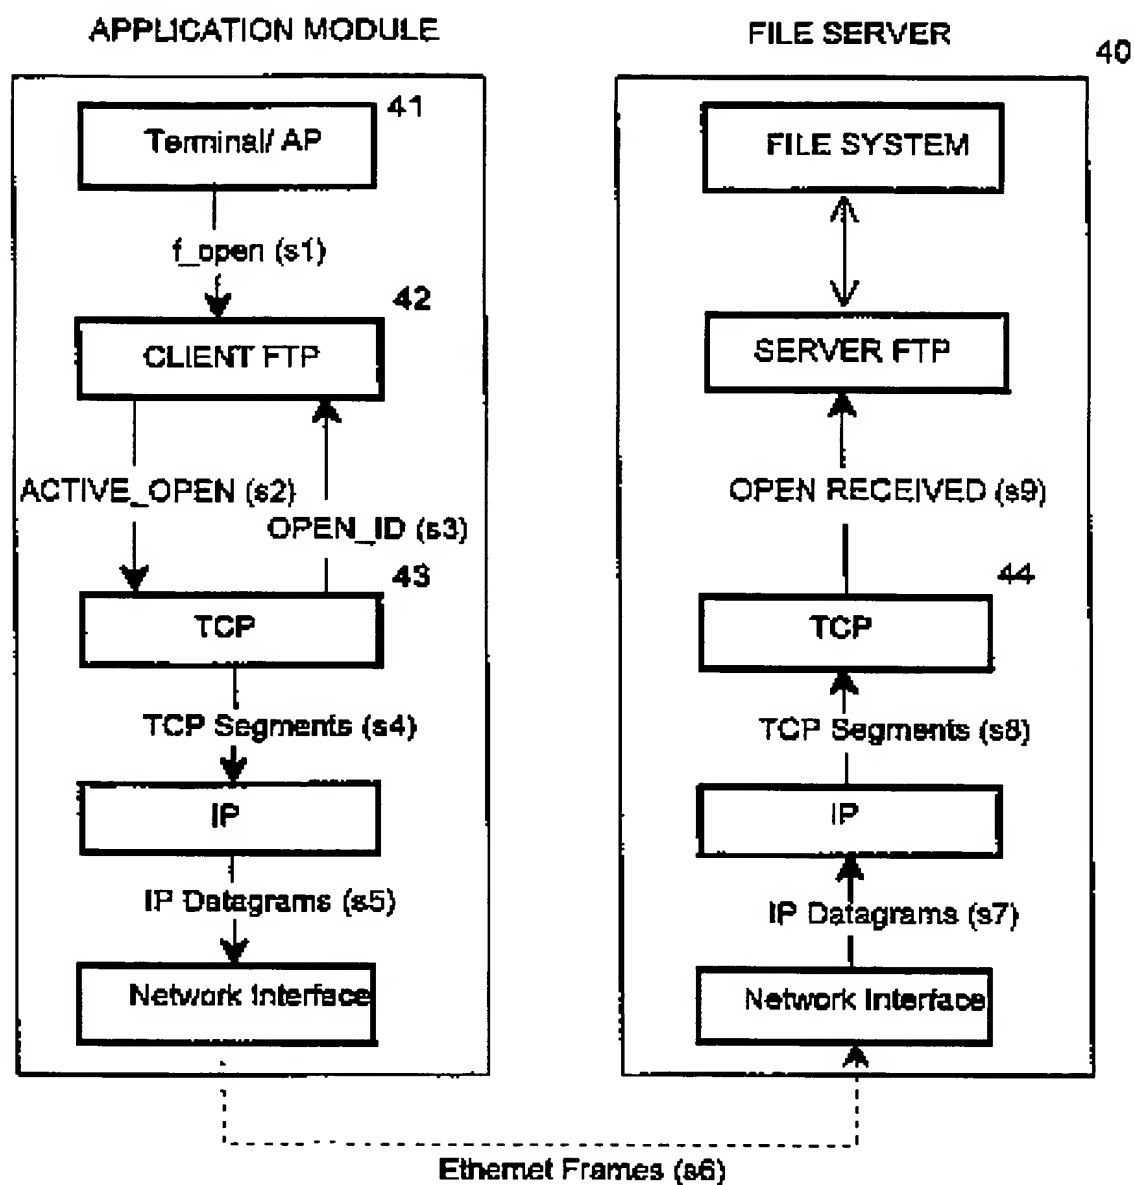 APPLICATION MODULE
Terminal/ AP
41
f_open (s1)
42
CLIENT FTP
ACTIVE_OPEN (s2)
OPEN_ID (s3)
43
TCP
TCP Segments (s4)
IP
IP Datagrams (s5)
Network Interface
FILE SERVER
40
FILE SYSTEM
SERVER FTP
OPEN RECEIVED (s9)
44
TCP
TCP Segments (s8)
IP
IP Datagrams (s7)
Network Interface
Ethernet Frames (s6)